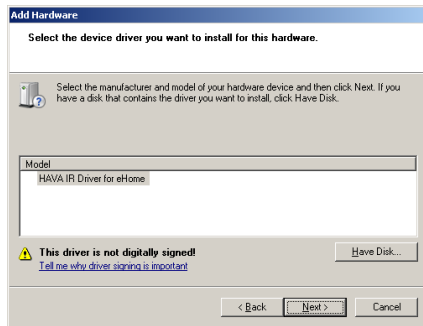 Add Hardware
Select the device driver you want to install for this hardware.
Select the manufacturer and model of your hardware device and then click Next. If you
have a disk that contains the driver you want to install, click Have Disk.
Model
HAVA IR Driver for eHome
This driver is not digitally signed!
Have Disk...
Tell me why driver signing is important
< Back
Next >
Cancel